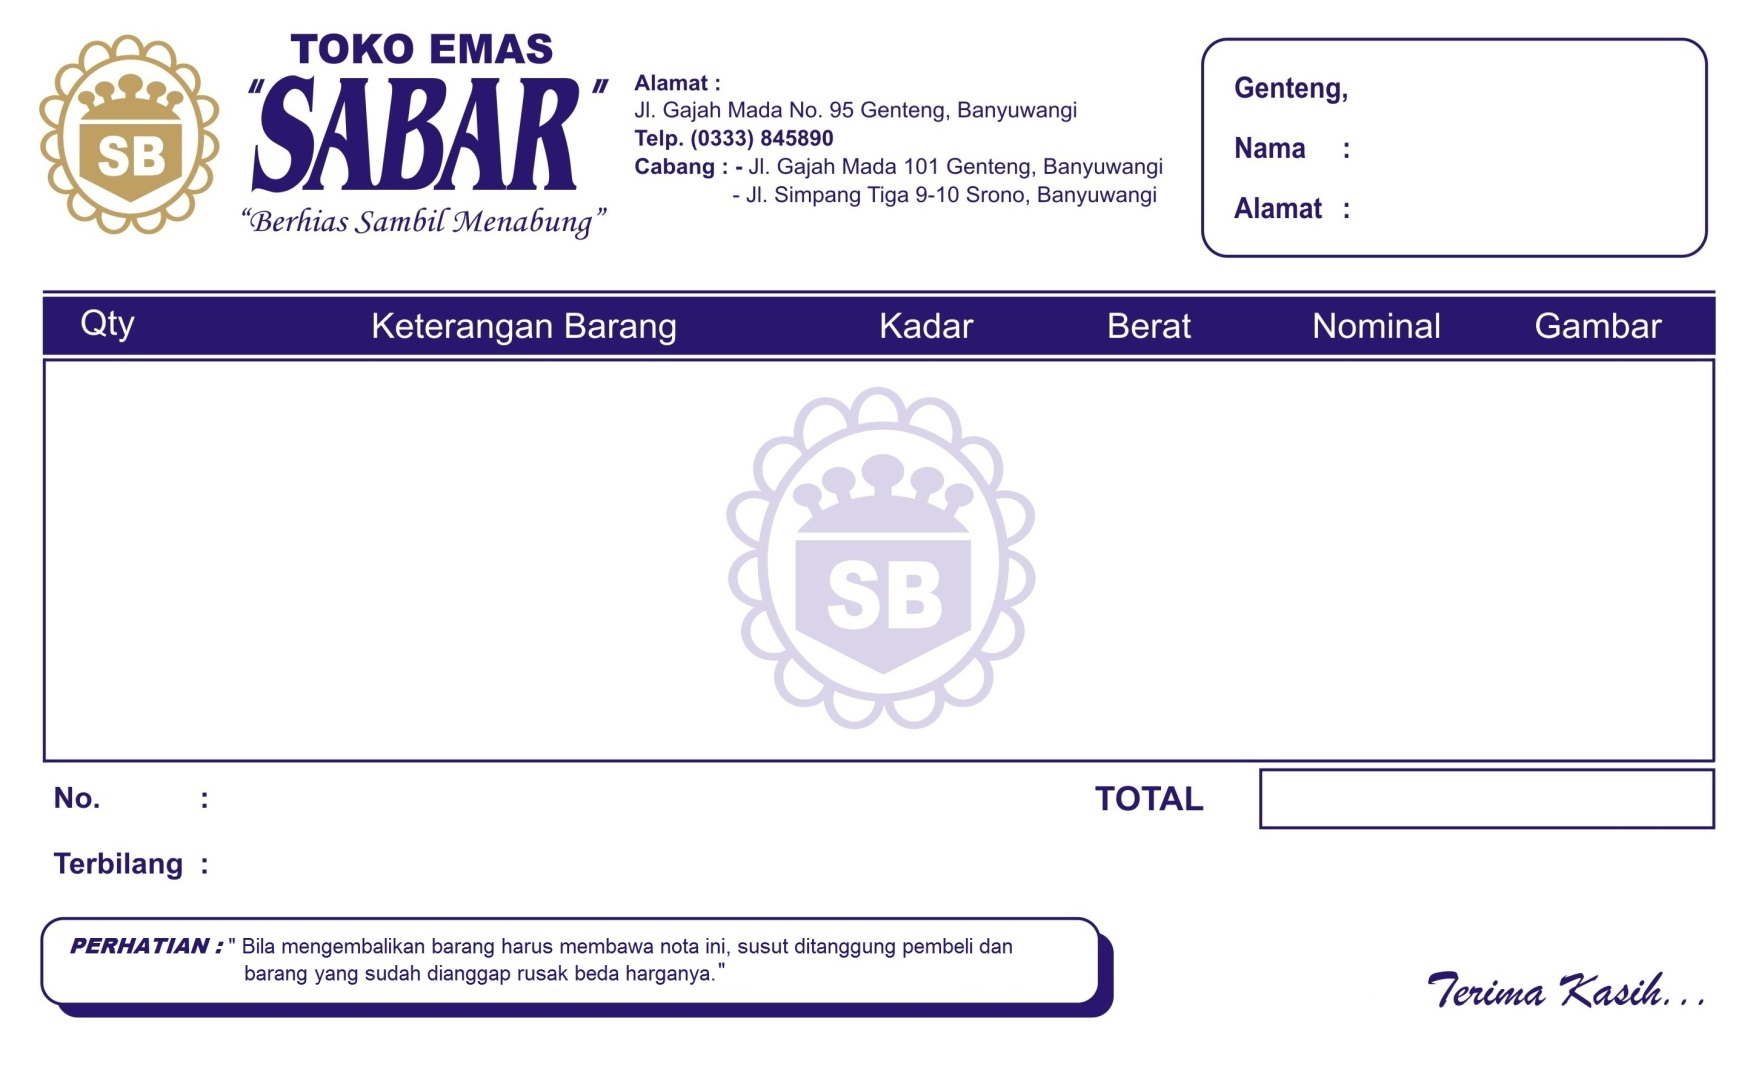 SB
TOKO EMAS
"SABAR"
"Berhias Sambil Menabung"
Alamat :
Jl. Gajah Mada No. 95 Genteng, Banyuwangi
Telp. (0333) 845890
Cabang : - Jl. Gajah Mada 101 Genteng, Banyuwangi
- Jl. Simpang Tiga 9-10 Srono, Banyuwangi
Genteng,
Nama :
Alamat :
Qty Keterangan Barang Kadar Berat Nominal Gambar
SB
No. :
TOTAL
Terbilang :
PERHATIAN : " Bila mengembalikan barang harus membawa nota ini, susut ditanggung pembeli dan
barang yang sudah dianggap rusak beda harganya."
Terima Kasih...